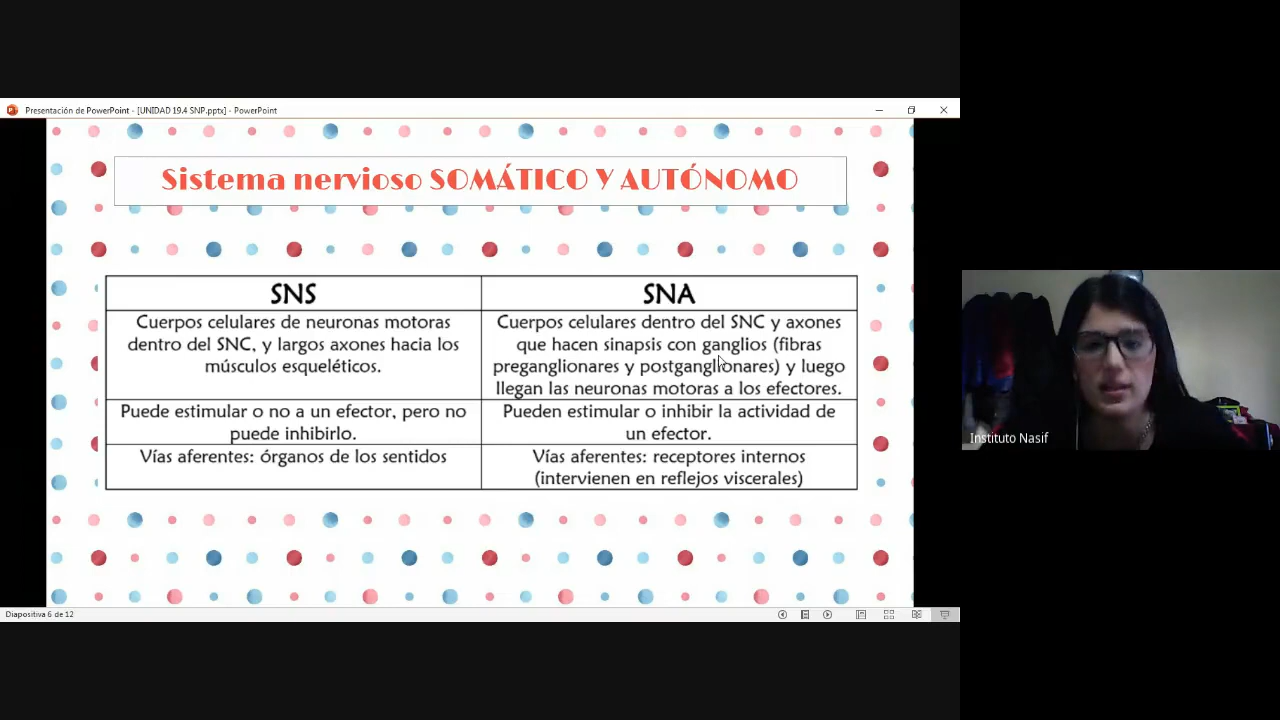 Presentación de PowerPoint - [UNIDAD 19.4 SNP.pptx] - PowerPoint
Sistema nervioso SOMÁTICO Y AUTÓNOMO
SNS
Cuerpos celulares de neuronas motoras
dentro del SNC, y largos axones hacia los
músculos esqueléticos.
SNA
Cuerpos celulares dentro del SNC y axones
que hacen sinapsis con ganglios (fibras
preganglionares y postganglionares) y luego
llegan las neuronas motoras a los efectores.
Puede estimular o no a un efector, pero no
puede inhibirlo.
Pueden estimular o inhibir la actividad de
un efector.
Vías aferentes: órganos de los sentidos
Vías aferentes: receptores internos
(intervienen en reflejos viscerales)
Diapositiva 6 de 12
Instituto Nasif